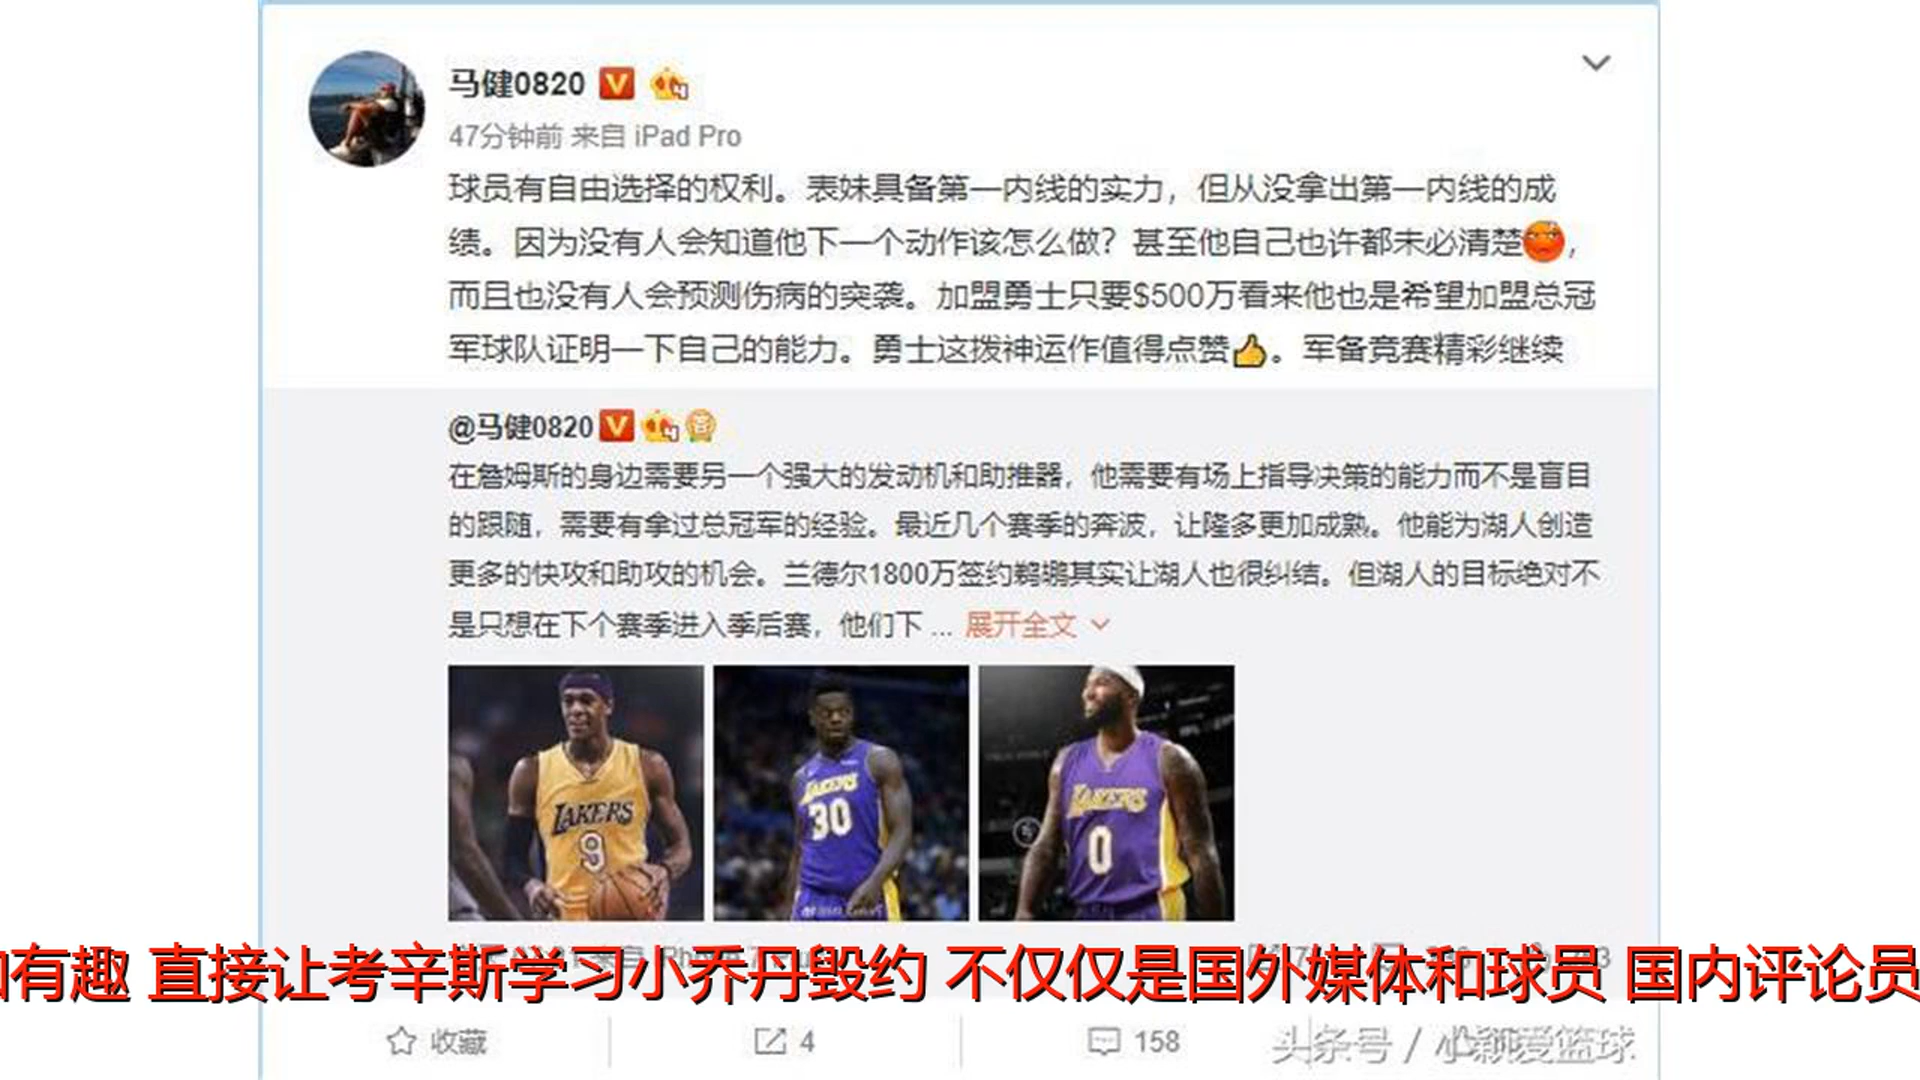 马健0820
47分钟前 来自 iPad Pro
球员有自由选择的权利。表妹具备第一内线的实力，但从没拿出第一内线的成
绩。因为没有人会知道他下一个动作该怎么做？甚至他自己也许都未必清楚，
而且也没有人会预测伤病的突袭。加盟勇士只要$500万看来他也是希望加盟总冠
军球队证明一下自己的能力。勇士这拨神运作值得点赞。军备竞赛精彩继续
@马健0820
在詹姆斯的身边需要另一个强大的发动机和助推器，他需要有场上指导决策的能力而不是盲目
的跟随，需要有拿过总冠军的经验。最近几个赛季的奔波，让隆多更加成熟。他能为湖人创造
更多的快攻和助攻的机会。兰德尔1800万签约鹈鹕其实让湖人也很纠结。但湖人的目标绝对不
是只想在下个赛季进入季后赛，他们下 ... 展开全文
LAKERS
9
LAKERS
30
LAKERS
0
有趣 直接让考辛斯学习小乔丹毁约 不仅仅是国外媒体和球员 国内评论员
收藏
4
158
头条号 / 小颖爱篮球